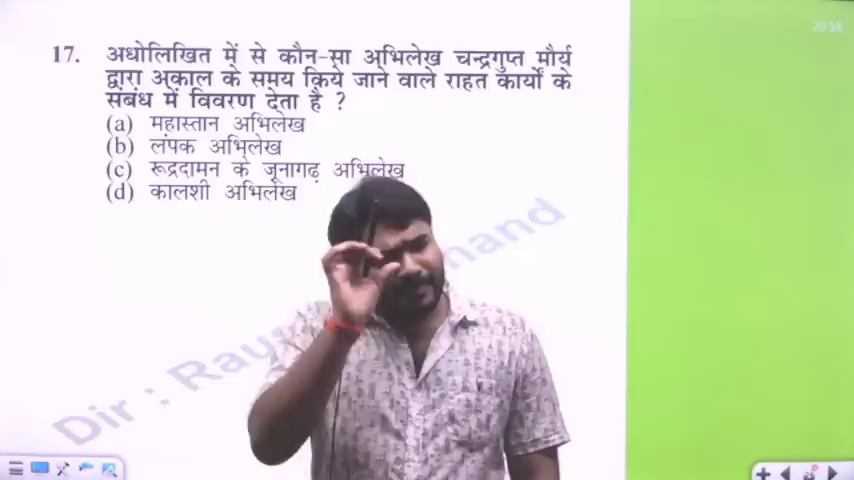 17. अधोलिखित में से कौन-सा अभिलेख चन्द्रगुप्त मौर्य
द्वारा अकाल के समय किये जाने वाले राहत कार्यों के
संबंध में विवरण देता है ?
(a) महास्तान अभिलेख
(b) लंपक अभिलेख
(c) रूद्रदामन के जूनागढ़ अभिलेख
(d) कालशी अभिलेख
Dir :